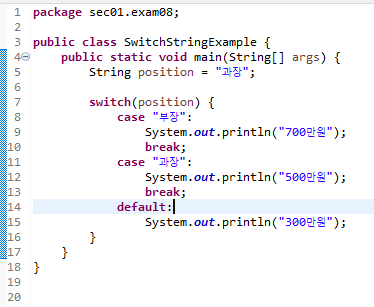 1 package sec01.exam08;
2
3 public class SwitchStringExample {
4 public static void main(String[] args) {
5 String position = "과장";
6
7 switch(position) {
8 case "부장":
9 System.out.println("700만원");
10 break;
11 case "과장":
12 System.out.println("500만원");
13 break;
14 default:
15 System.out.println("300만원");
16 }
17 }
18 }
19
20